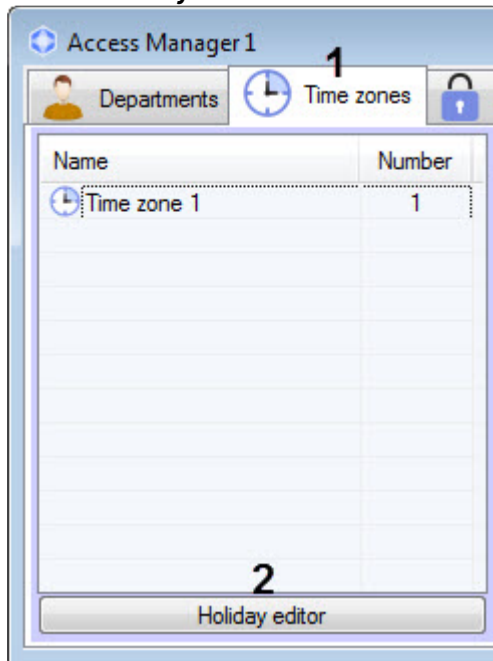 Access Manager 1
1
Departments Time zones
Name Number
Time zone 1 1
2
Holiday editor